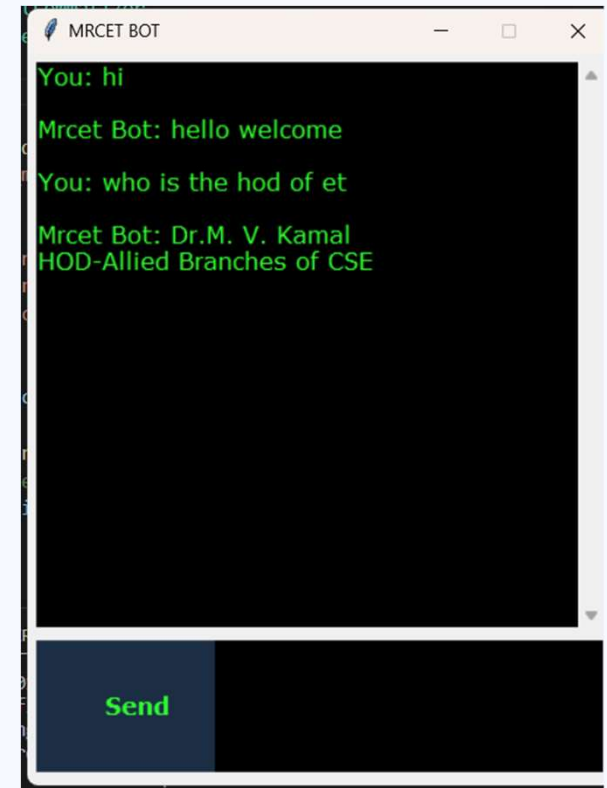 MRCET BOT
You: hi
Mrcet Bot: hello welcome
You: who is the hod of et
Mrcet Bot: Dr.M. V. Kamal
HOD-Allied Branches of CSE
Send